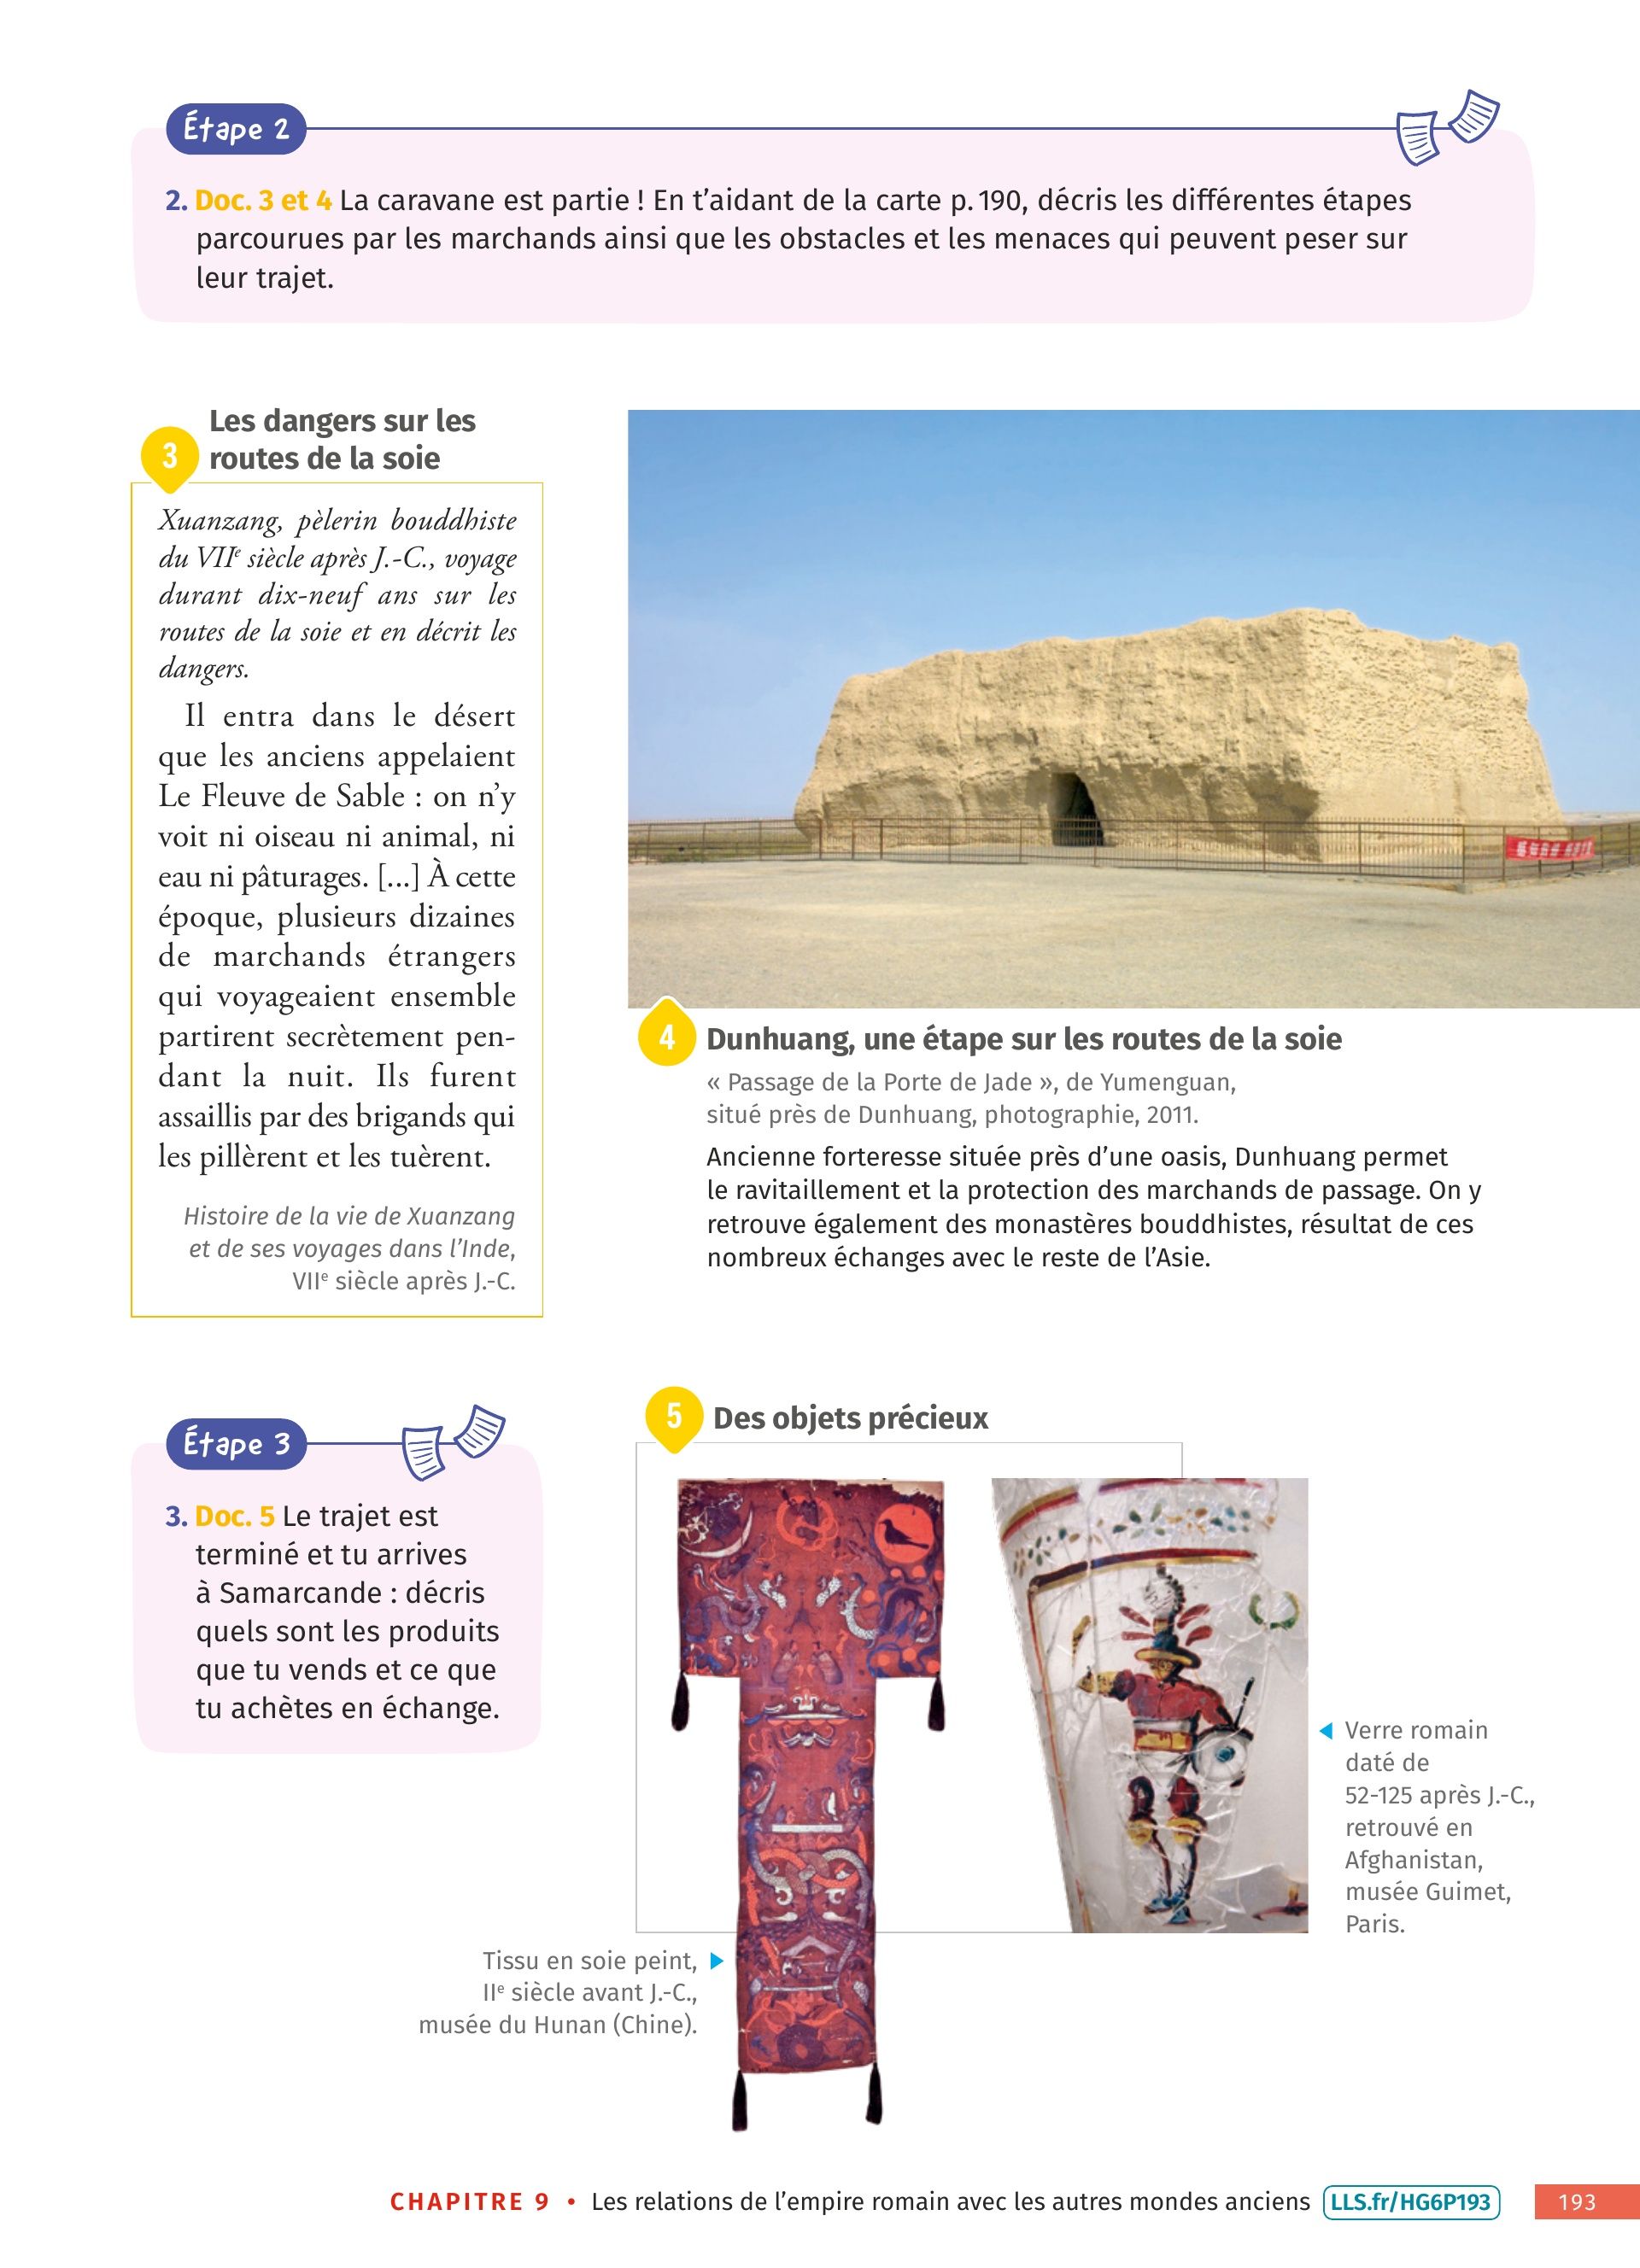 Étape 2
2. Doc. 3 et 4 La caravane est partie ! En t’aidant de la carte p. 190, décris les différentes étapes
parcourues par les marchands ainsi que les obstacles et les menaces qui peuvent peser sur
leur trajet.
3
Les dangers sur les
routes de la soie
Xuanzang, pèlerin bouddhiste
du VIIe siècle après J.-C., voyage
durant dix-neuf ans sur les
routes de la soie et en décrit les
dangers.
Il entra dans le désert
que les anciens appelaient
Le Fleuve de Sable : on n’y
voit ni oiseau ni animal, ni
eau ni pâturages. [...] À cette
époque, plusieurs dizaines
de marchands étrangers
qui voyageaient ensemble
partirent secrètement pen-
dant la nuit. Ils furent
assaillis par des brigands qui
les pillèrent et les tuèrent.
Histoire de la vie de Xuanzang
et de ses voyages dans l’Inde,
VIIe siècle après J.-C.
4
Dunhuang, une étape sur les routes de la soie
« Passage de la Porte de Jade », de Yumenguan,
situé près de Dunhuang, photographie, 2011.
Ancienne forteresse située près d’une oasis, Dunhuang permet
le ravitaillement et la protection des marchands de passage. On y
retrouve également des monastères bouddhistes, résultat de ces
nombreux échanges avec le reste de l’Asie.
Étape 3
3. Doc. 5 Le trajet est
terminé et tu arrives
à Samarcande : décris
quels sont les produits
que tu vends et ce que
tu achètes en échange.
5
Des objets précieux
Verre romain
daté de
52-125 après J.-C.,
retrouvé en
Afghanistan,
musée Guimet,
Paris.
Tissu en soie peint,
IIe siècle avant J.-C.,
musée du Hunan (Chine).
CHAPITRE 9 • Les relations de l’empire romain avec les autres mondes anciens LLS.fr/HG6P193 193